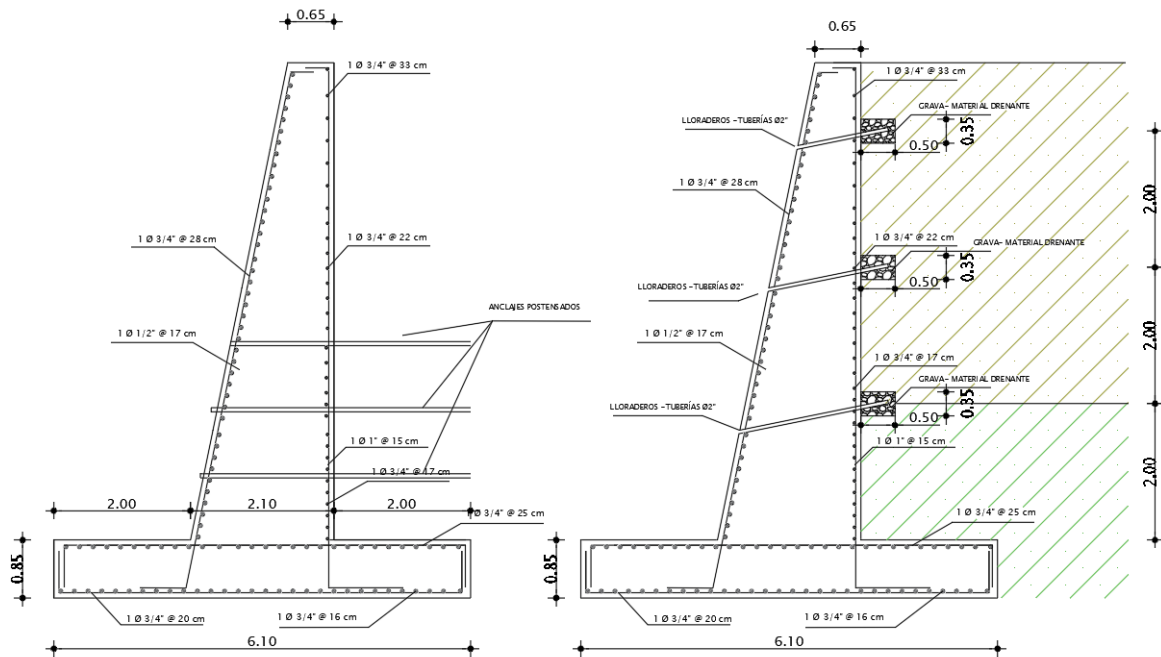 0.65
1 Ø 3/4" @ 33 cm
1 Ø 3/4" @ 28 cm
1 Ø 3/4" @ 22 cm
ANCLAJES POSTENSADOS
1 Ø 1/2" @ 17 cm
1 Ø 1" @ 15 cm
1 Ø 3/4" @ 17 cm
2.00
2.10
2.00
1 Ø 3/4" @ 25 cm
0.85
1 Ø 3/4" @ 20 cm
1 Ø 3/4" @ 16 cm
6.10
0.65
1 Ø 3/4" @ 33 cm
GRAVA- MATERIAL DRENANTE
LLORADEROS -TUBERÍAS Ø2"
0.35
0.50
1 Ø 3/4" @ 28 cm
2.00
1 Ø 3/4" @ 22 cm
GRAVA- MATERIAL DRENANTE
0.35
0.50
LLORADEROS -TUBERÍAS Ø2"
1 Ø 1/2" @ 17 cm
2.00
1 Ø 3/4" @ 17 cm
GRAVA- MATERIAL DRENANTE
0.35
LLORADEROS -TUBERÍAS Ø2"
0.50
1 Ø 1" @ 15 cm
2.00
1 Ø 3/4" @ 25 cm
0.85
1 Ø 3/4" @ 20 cm
1 Ø 3/4" @ 16 cm
6.10